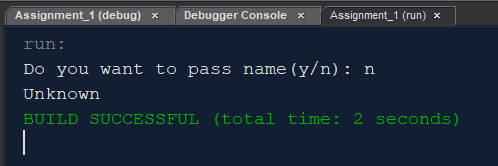 Assignment_1 (debug) × Debugger Console × Assignment_1 (run) ×
run:
Do you want to pass name(y/n): n
Unknown
BUILD SUCCESSFUL (total time: 2 seconds)